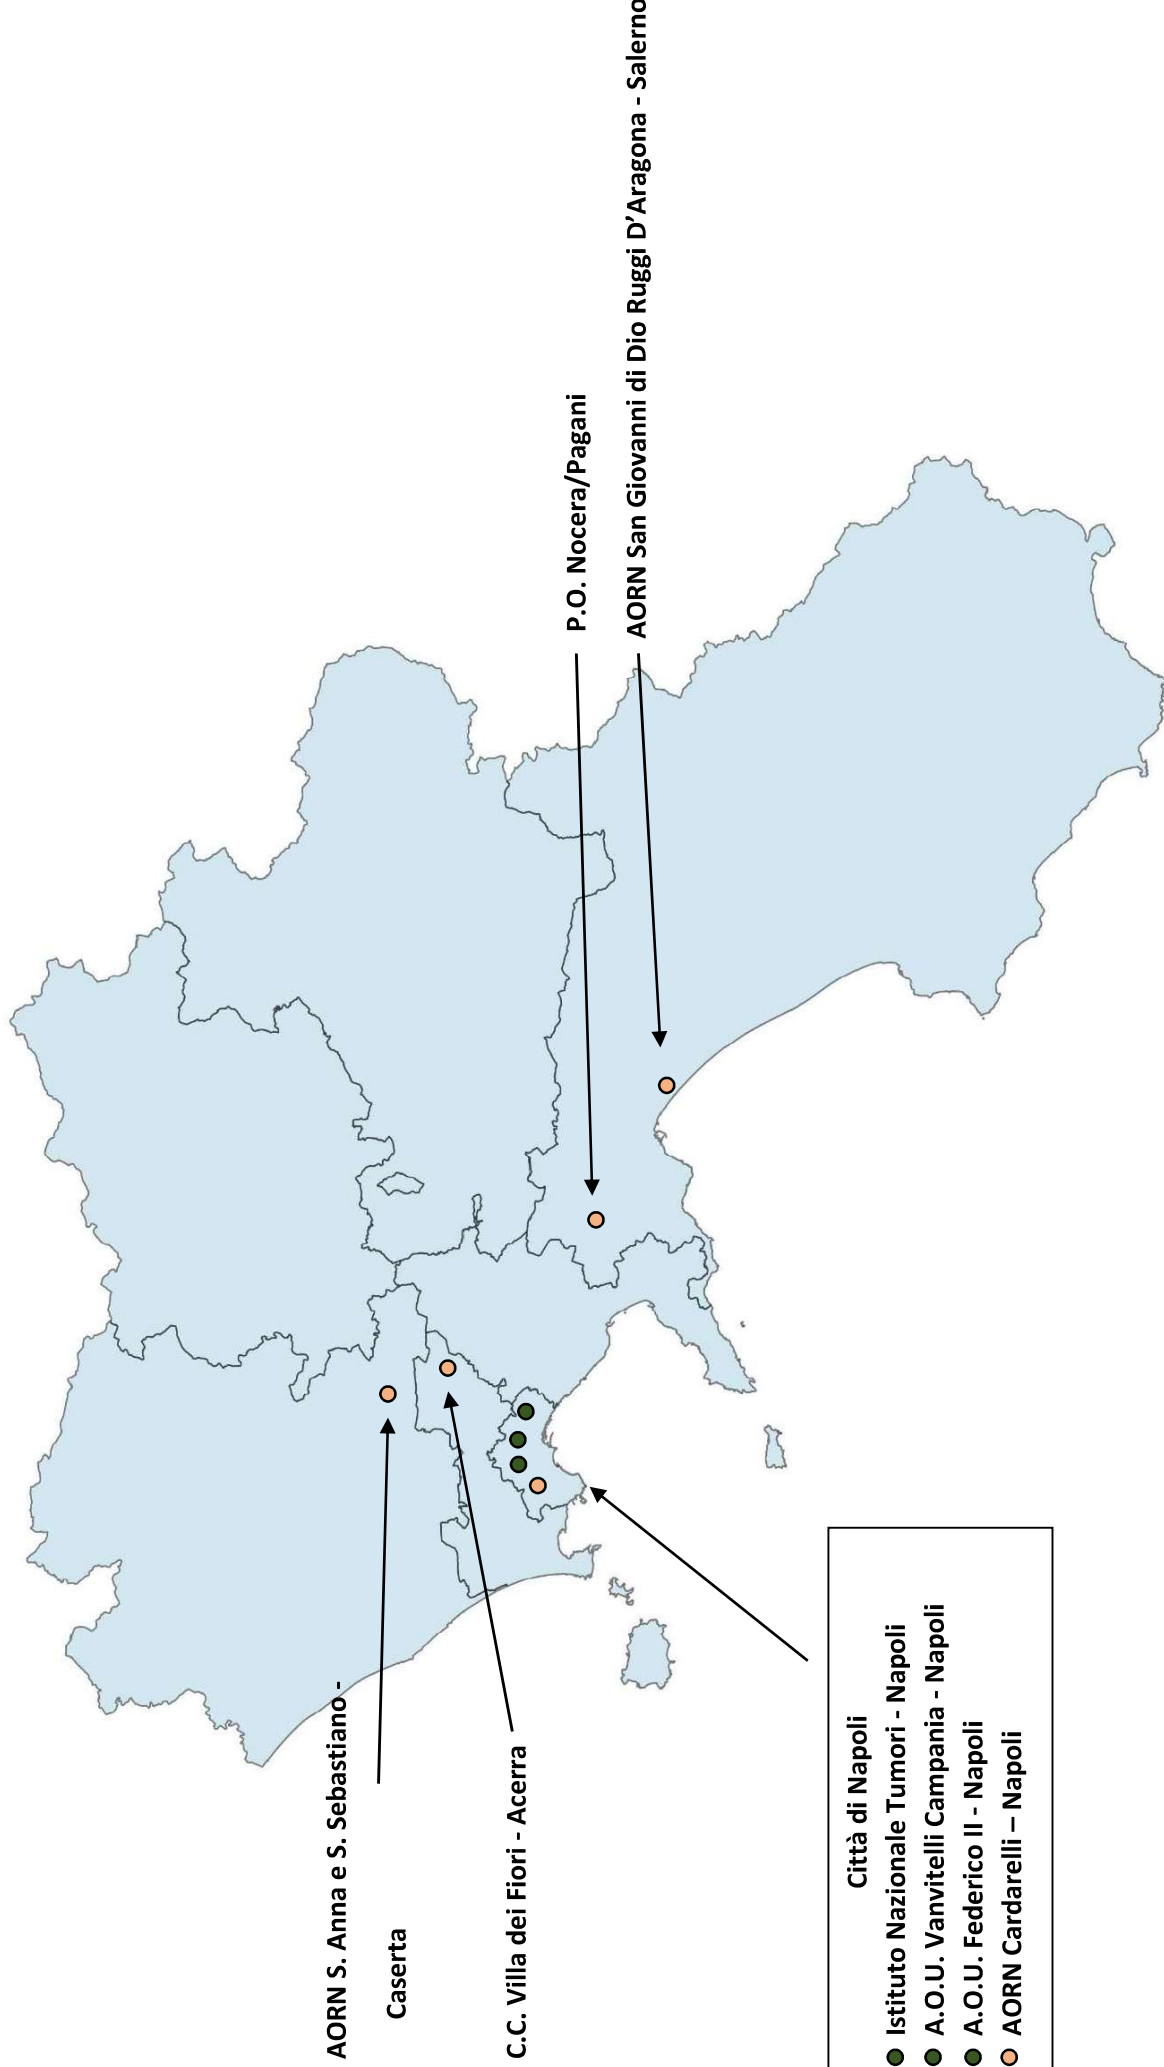 AORN S. Anna e S. Sebastiano -
Caserta
C.C. Villa dei Fiori - Acerra
P.O. Nocera/Pagani
AORN San Giovanni di Dio Ruggi D’Aragona - Salerno
Città di Napoli
Istituto Nazionale Tumori - Napoli
A.O.U. Vanvitelli Campania - Napoli
A.O.U. Federico II - Napoli
AORN Cardarelli – Napoli